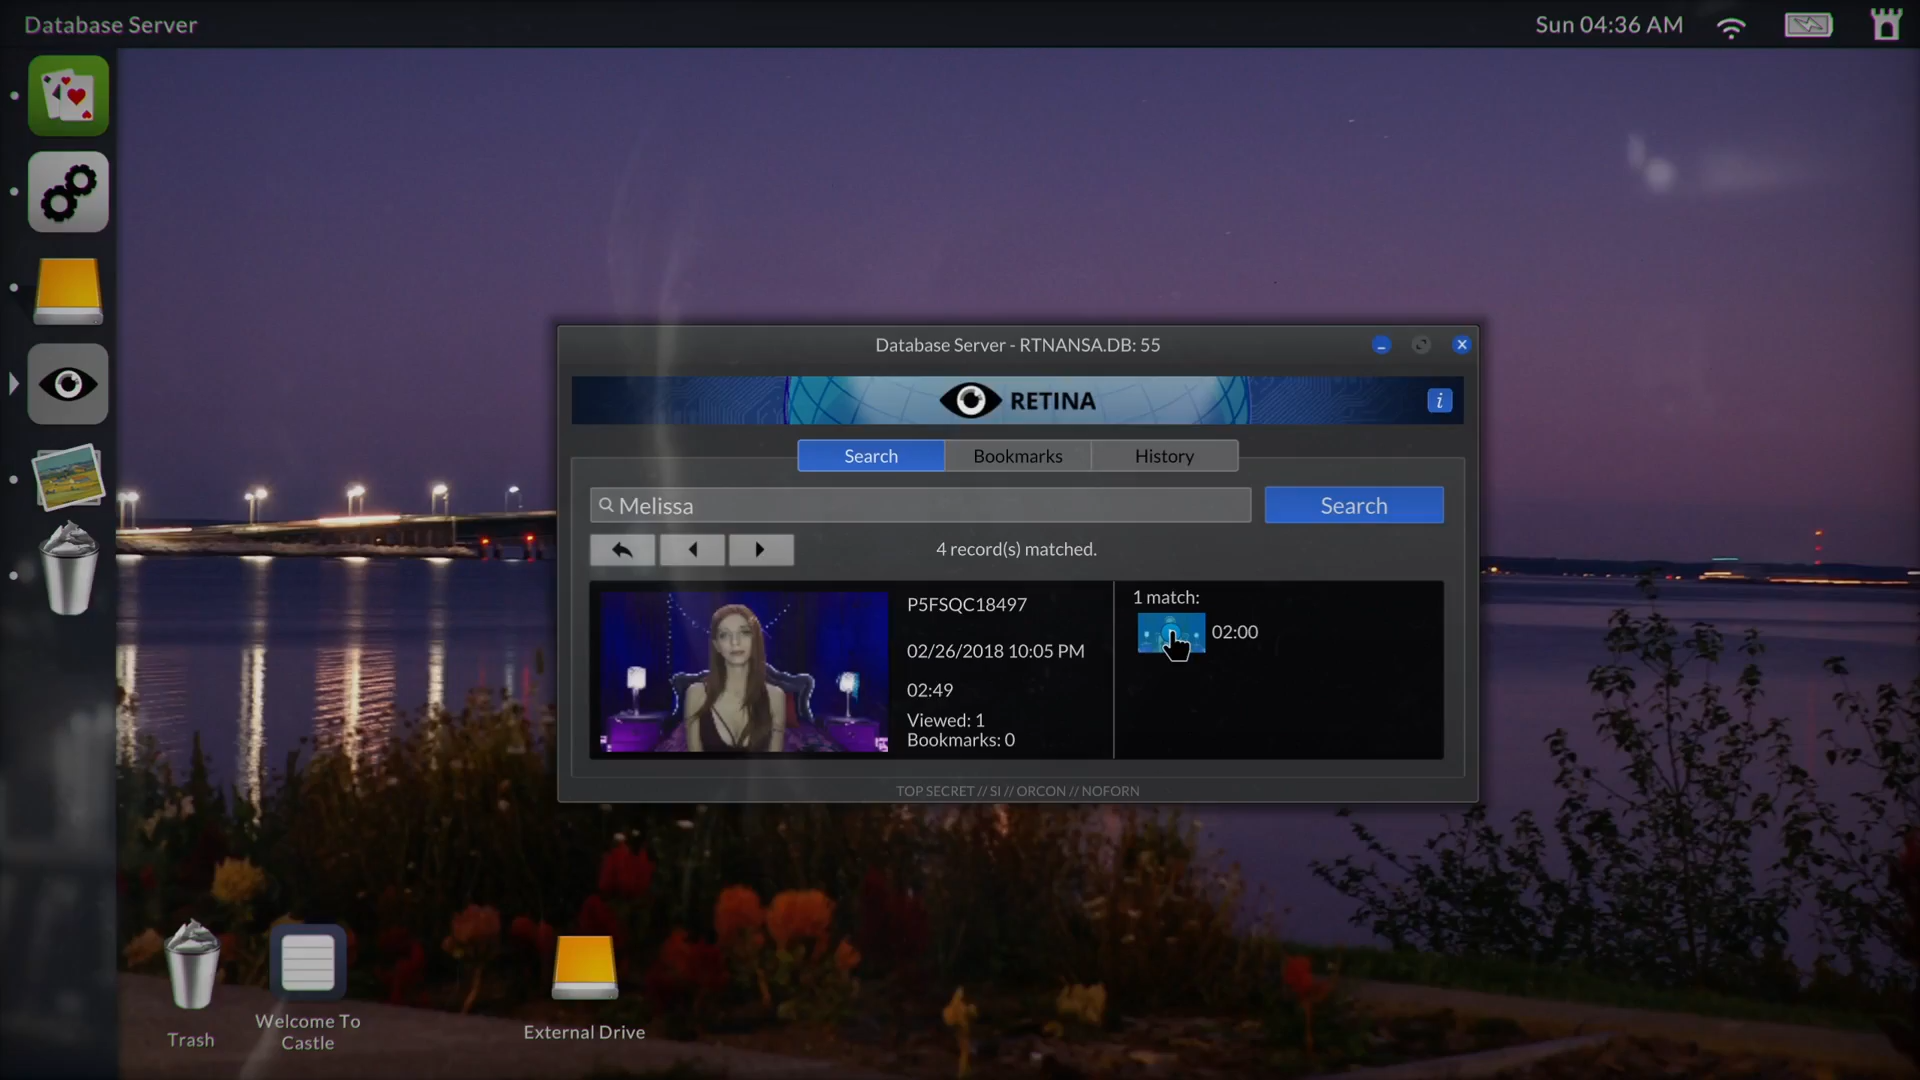 Database Server
Sun 04:36 AM
Database Server - RTNANSA.DB: 55
RETINA
i
Search
Bookmarks
History
Melissa
Search
4 record(s) matched.
P5FSQC18497
02/26/2018 10:05 PM
02:49
Viewed: 1
Bookmarks: 0
1 match:
02:00
TOP SECRET // SI // ORCON // NOFORN
Trash
Welcome To
Castle
External Drive